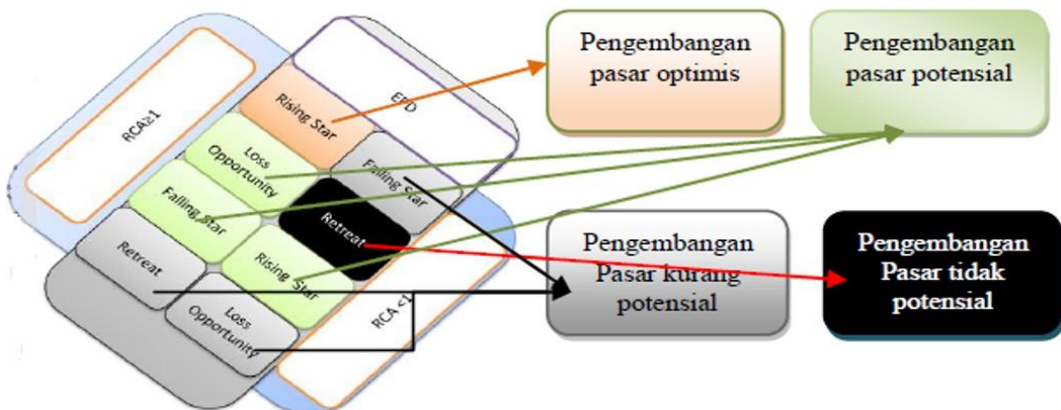 Pengembangan
pasar optimis
Pengembangan
pasar potensial
Pengembangan
Pasar kurang
potensial
Pengembangan
Pasar tidak
potensial
RCA≥1
EPD
Rising Star
Loss
Opportunity
Falling Star
Retreat
Falling Star
Retreat
Rising Star
Loss
Opportunity
RCA <1